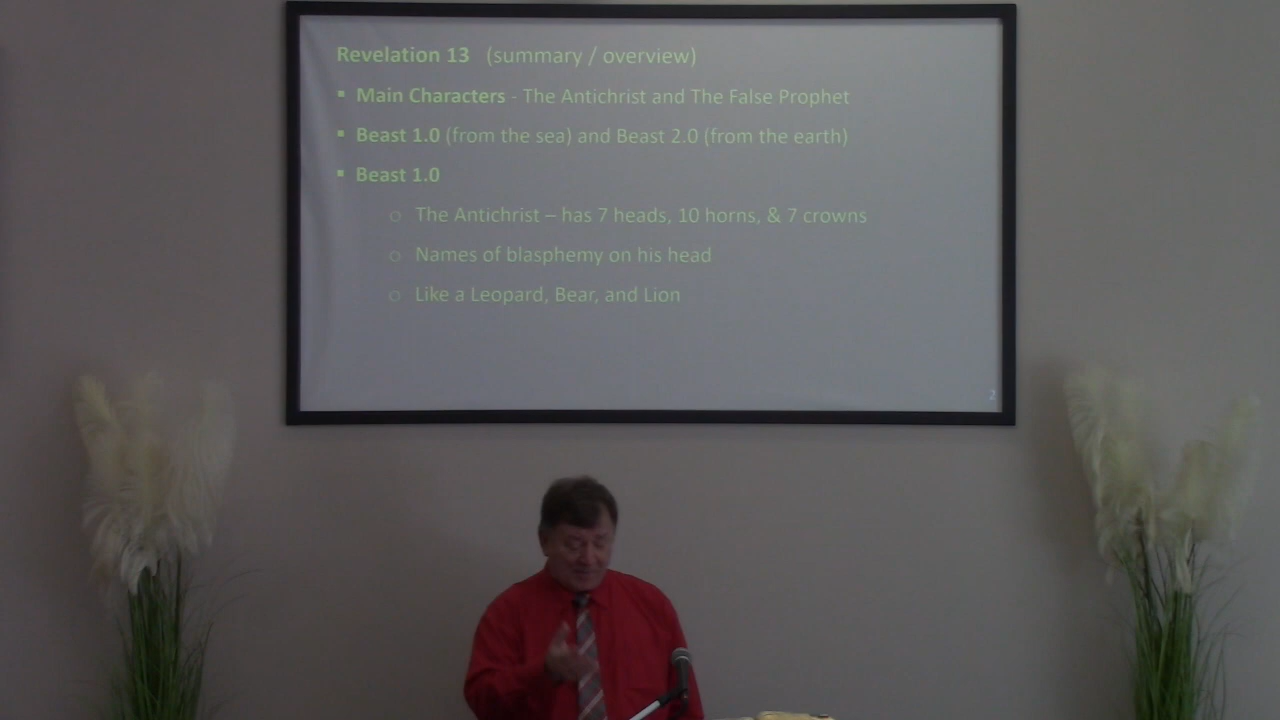 Revelation 13 (summary / overview)
▪ Main Characters - The Antichrist and The False Prophet
▪ Beast 1.0 (from the sea) and Beast 2.0 (from the earth)
▪ Beast 1.0
o The Antichrist – has 7 heads, 10 horns, & 7 crowns
o Names of blasphemy on his head
o Like a Leopard, Bear, and Lion
2